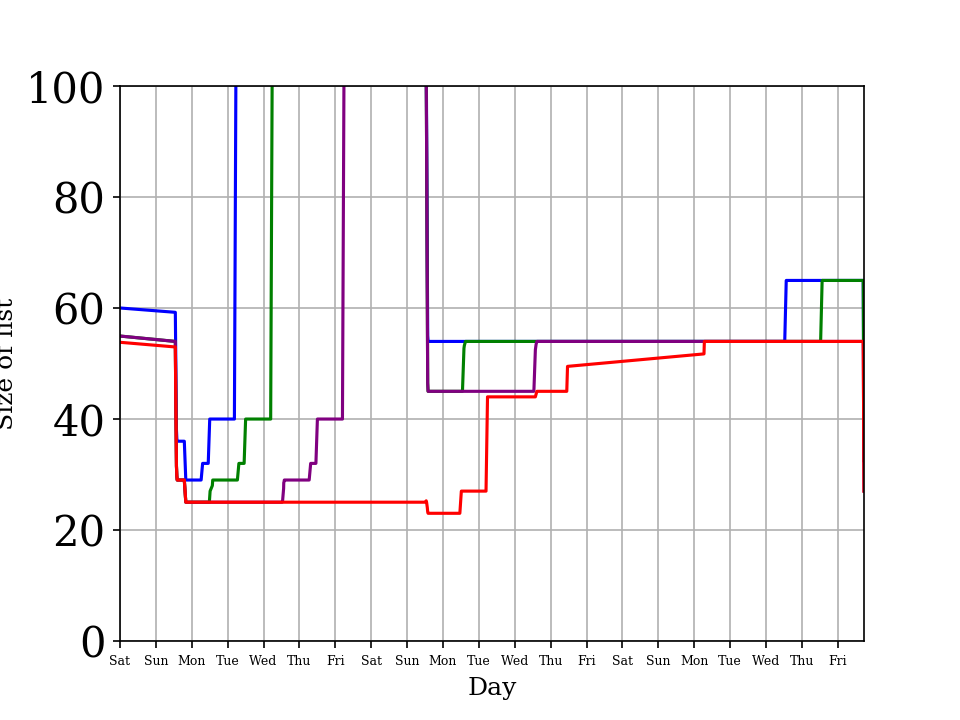 100
80
60
40
20
0
Size of list
Sat Sun Mon Tue Wed Thu Fri Sat Sun Mon Tue Wed Thu Fri Sat Sun Mon Tue Wed Thu Fri
Day